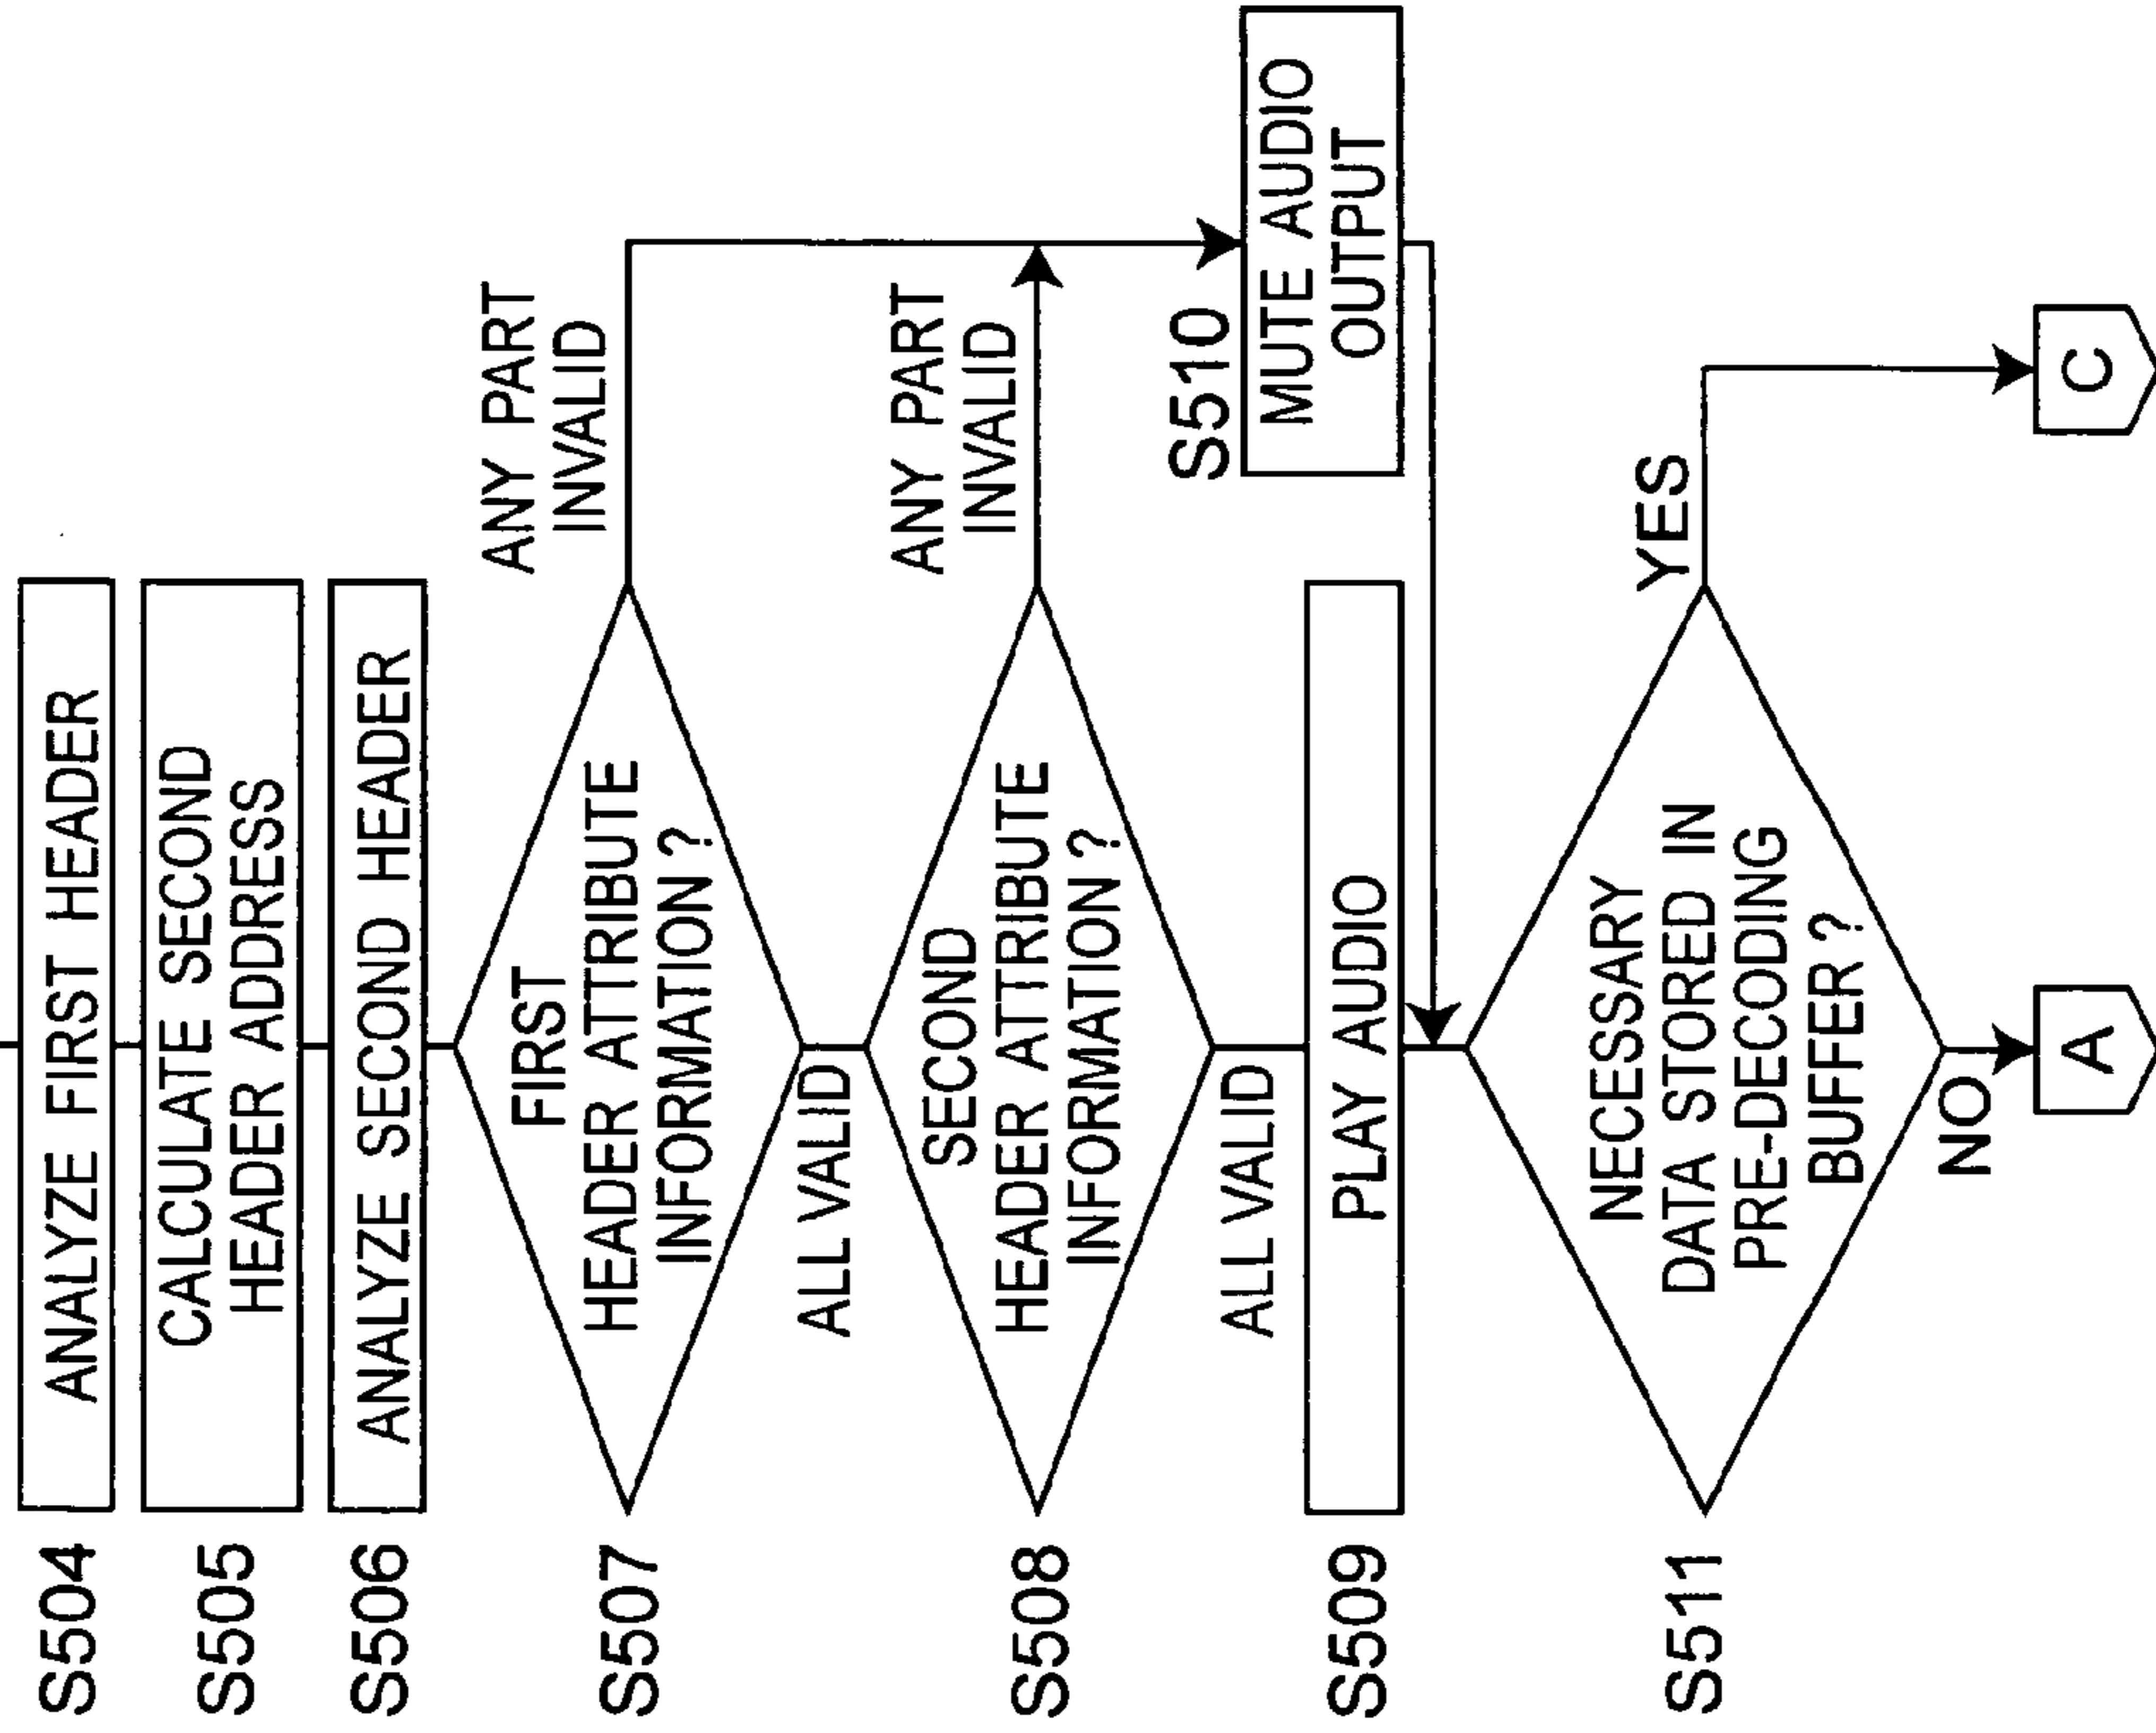 S504
ANALYZE FIRST HEADER
S505
CALCULATE SECOND
HEADER ADDRESS
S506
ANALYZE SECOND HEADER
S507
FIRST
HEADER ATTRIBUTE
INFORMATION ?
ANY PART
INVALID
ALL VALID
S508
SECOND
HEADER ATTRIBUTE
INFORMATION ?
ANY PART
INVALID
ALL VALID
S509
PLAY AUDIO
S510
MUTE AUDIO
OUTPUT
S511
NECESSARY
DATA STORED IN
PRE-DECODING
BUFFER ?
YES
NO
A
C